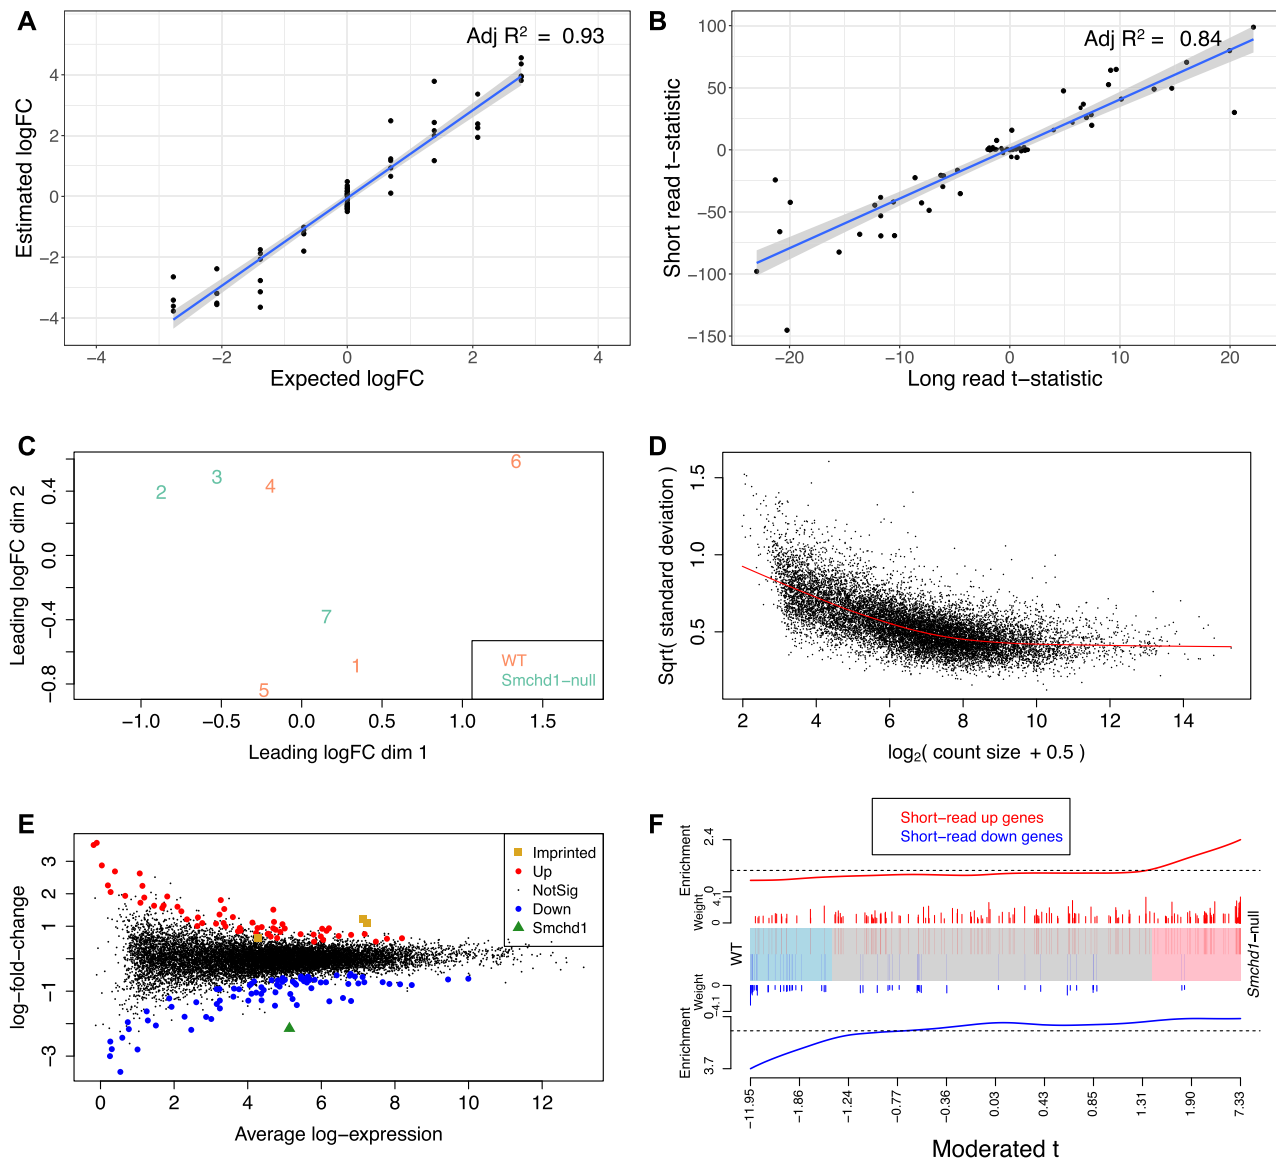 A
Adj R² = 0.93
Estimated logFC
4
2
0
−2
−4
−4
−2
0
2
4
Expected logFC
B
Adj R² = 0.84
Short read t−statistic
100
50
0
−50
−100
−150
−20
−10
0
10
20
Long read t−statistic
C
Leading logFC dim 2
0.4
0.0
−0.4
−0.8
2
3
4
6
7
1
5
WT
Smchd1−null
−1.0
−0.5
0.0
0.5
1.0
1.5
Leading logFC dim 1
D
Sqrt( standard deviation )
1.5
1.0
0.5
2
4
6
8
10
12
14
log₂( count size + 0.5 )
E
log−fold−change
3
1
−1
−3
Imprinted
Up
NotSig
Down
Smchd1
0
2
4
6
8
10
12
Average log−expression
F
Short−read up genes
Short−read down genes
Enrichment
2.4
0
Weight
4.1
0
WT
Smchd1−null
Weight
0
−4.1
Enrichment
0
3.7
−11.95
−1.86
−1.24
−0.77
−0.36
0.03
0.43
0.85
1.31
1.90
7.33
Moderated t